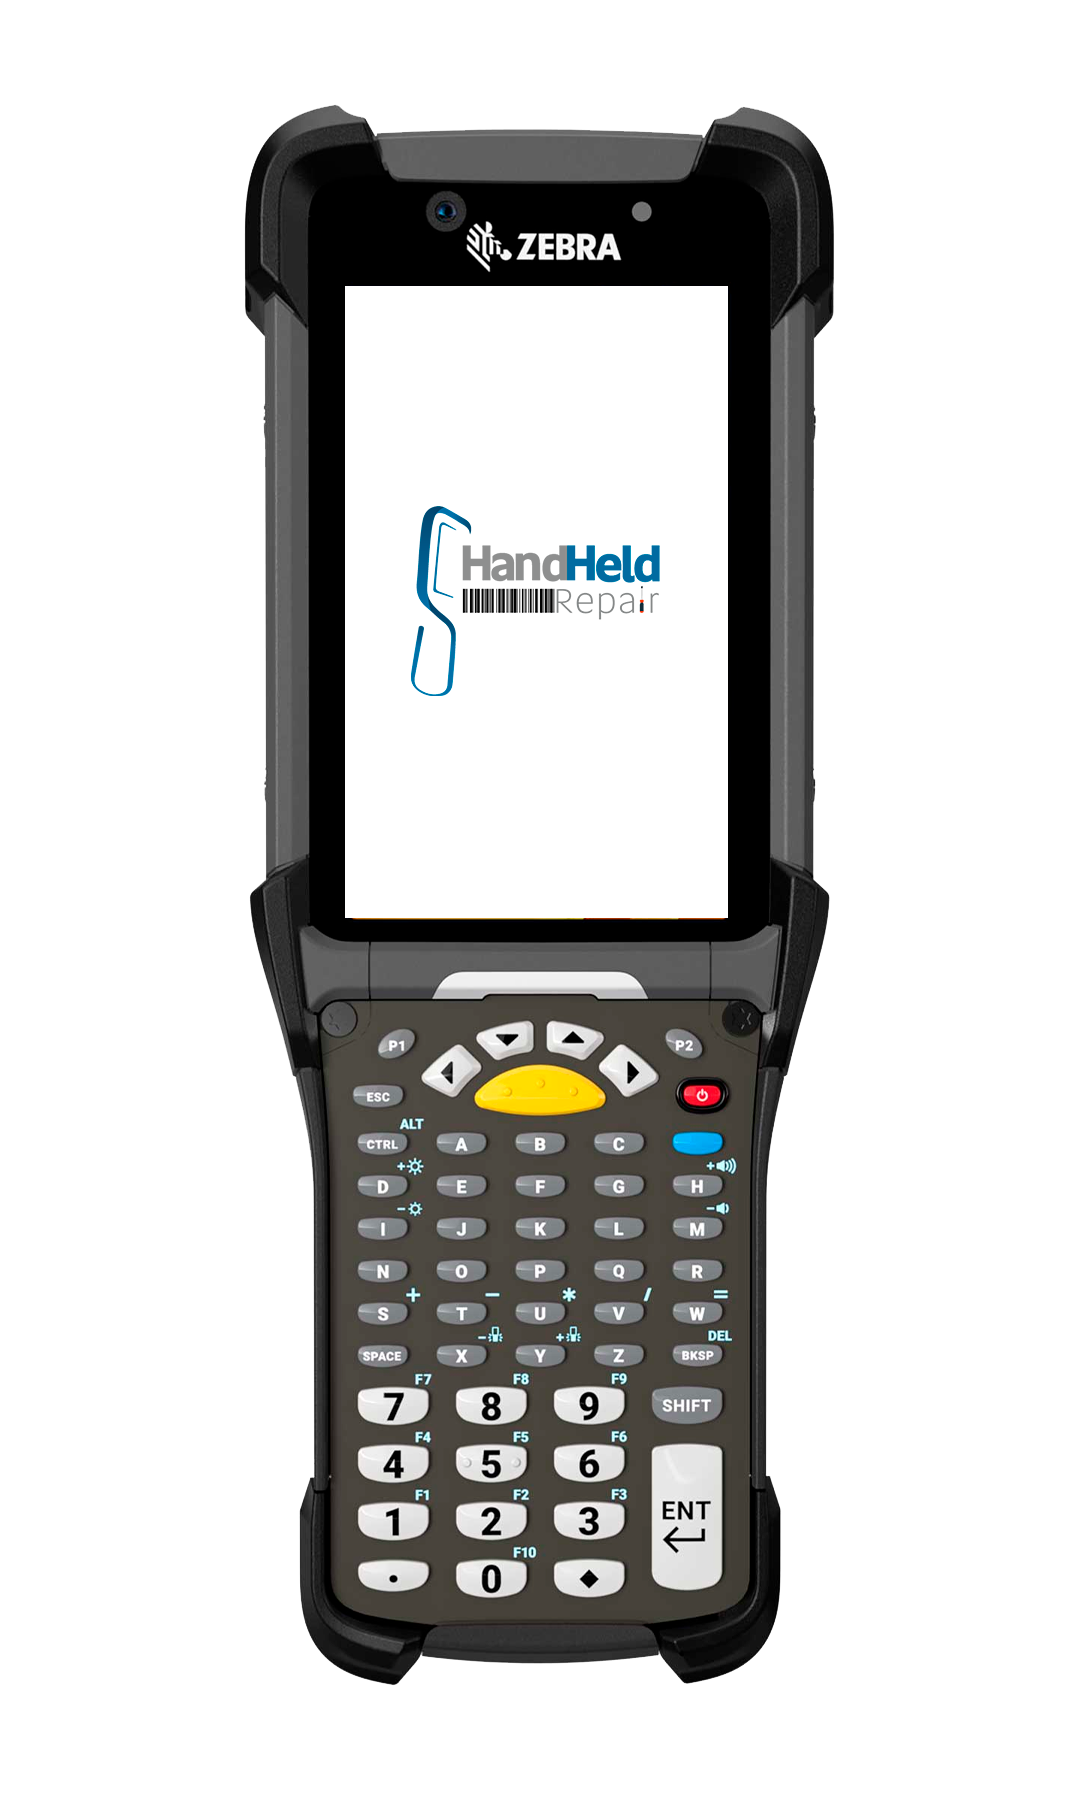 ZEBRA
HandHeld
Repair
P1
P2
ESC
ALT
CTRL A B C
+ +
D E F G H
- -
I J K L M
N O P Q R
+ - * / =
S T U V W
- + DEL
SPACE X Y Z BKSP
F7 F8 F9
7 8 9 SHIFT
F4 F5 F6
4 5 6
F1 F2 F3
1 2 3 ENT
F10
. 0